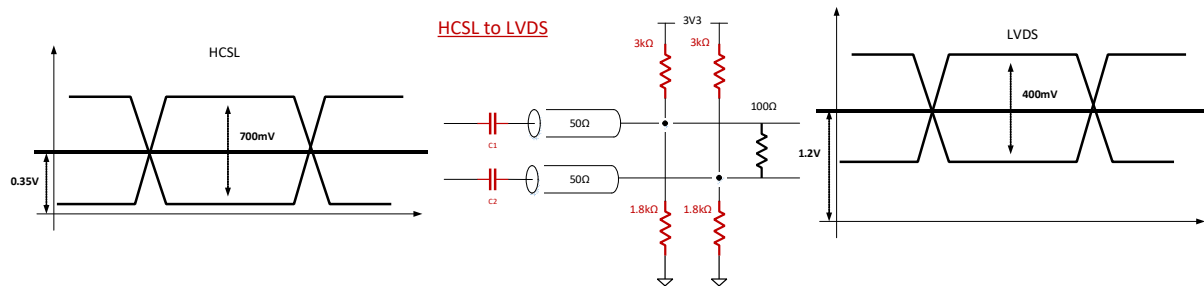 HCSL
700mV
0.35V
HCSL to LVDS
3V3
3kΩ
3kΩ
100Ω
50Ω
C1
50Ω
C2
1.8kΩ
1.8kΩ
LVDS
400mV
1.2V